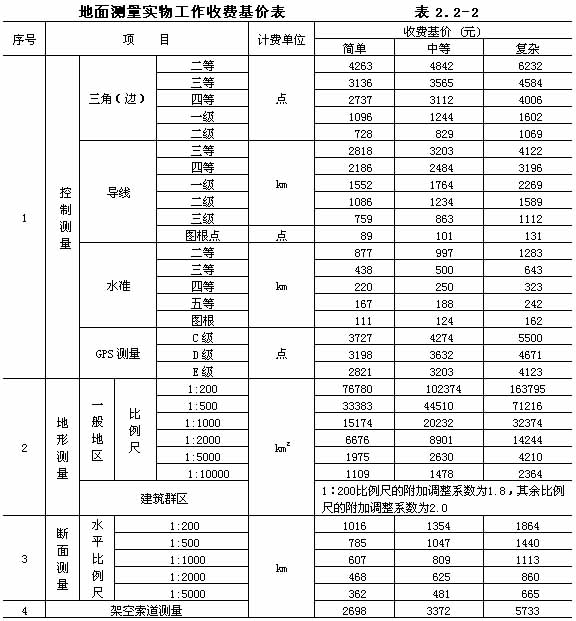 地面测量实物工作收费基价表 表 2.2-2
序号 项 目 计费单位 收费基价 (元)
简单 中等 复杂
1 控制测量 三角（边） 二等 点 4263 4842 6232
三等 3136 3565 4584
四等 2737 3112 4006
一级 1096 1244 1602
二级 728 829 1069
导线 三等 km 2818 3203 4122
四等 2186 2484 3196
一级 1552 1764 2269
二级 1086 1234 1589
三级 759 863 1112
图根点 点 89 101 131
水准 二等 km 877 997 1283
三等 438 500 643
四等 220 250 323
五等 167 188 242
图根 111 124 162
GPS 测量 C 级 点 3727 4274 5500
D 级 3198 3632 4671
E 级 2821 3203 4123
2 地形测量 一般地区 比例尺 1:200 km² 76780 102374 163795
1:500 33383 44510 71216
1:1000 15174 20232 32374
1:2000 6676 8901 14244
1:5000 1975 2630 4210
1:10000 1109 1478 2364
建筑群区 1：200比例尺的附加调整系数为1.8，其余比例
尺的附加调整系数为2.0
3 断面测量 水平比例尺 1:200 km 1016 1354 1864
1:500 785 1047 1440
1:1000 607 809 1113
1:2000 468 625 860
1:5000 362 481 665
4 架空索道测量 2698 3372 5733